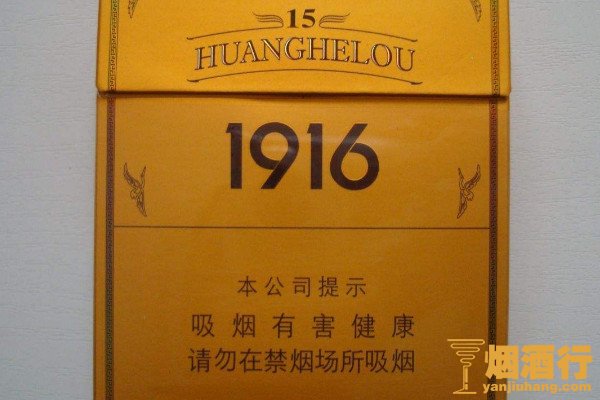 15
HUANGHELOU
1916
本公司提示
吸烟有害健康
请勿在禁烟场所吸烟
烟酒行
yanjiuhang.com